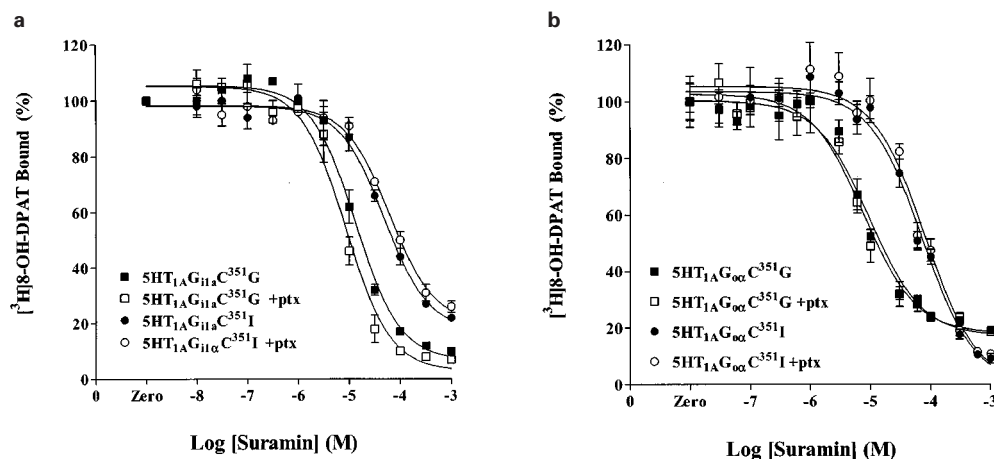 a
120
100
80
60
40
20
0
[³H]8-OH-DPAT Bound (%)
5HT1AGi1aC³⁵¹G
5HT1AGi1aC³⁵¹G +ptx
5HT1AGi1aC³⁵¹I
5HT1AGi1αC³⁵¹I +ptx
0 Zero -8 -7 -6 -5 -4 -3
Log [Suramin] (M)
b
120
100
80
60
40
20
0
[³H]8-OH-DPAT Bound (%)
5HT1AGoαC³⁵¹G
5HT1AGoαC³⁵¹G +ptx
5HT1AGoαC³⁵¹I
5HT1AGoαC³⁵¹I +ptx
0 Zero -7 -6 -5 -4 -3
Log [Suramin] (M)